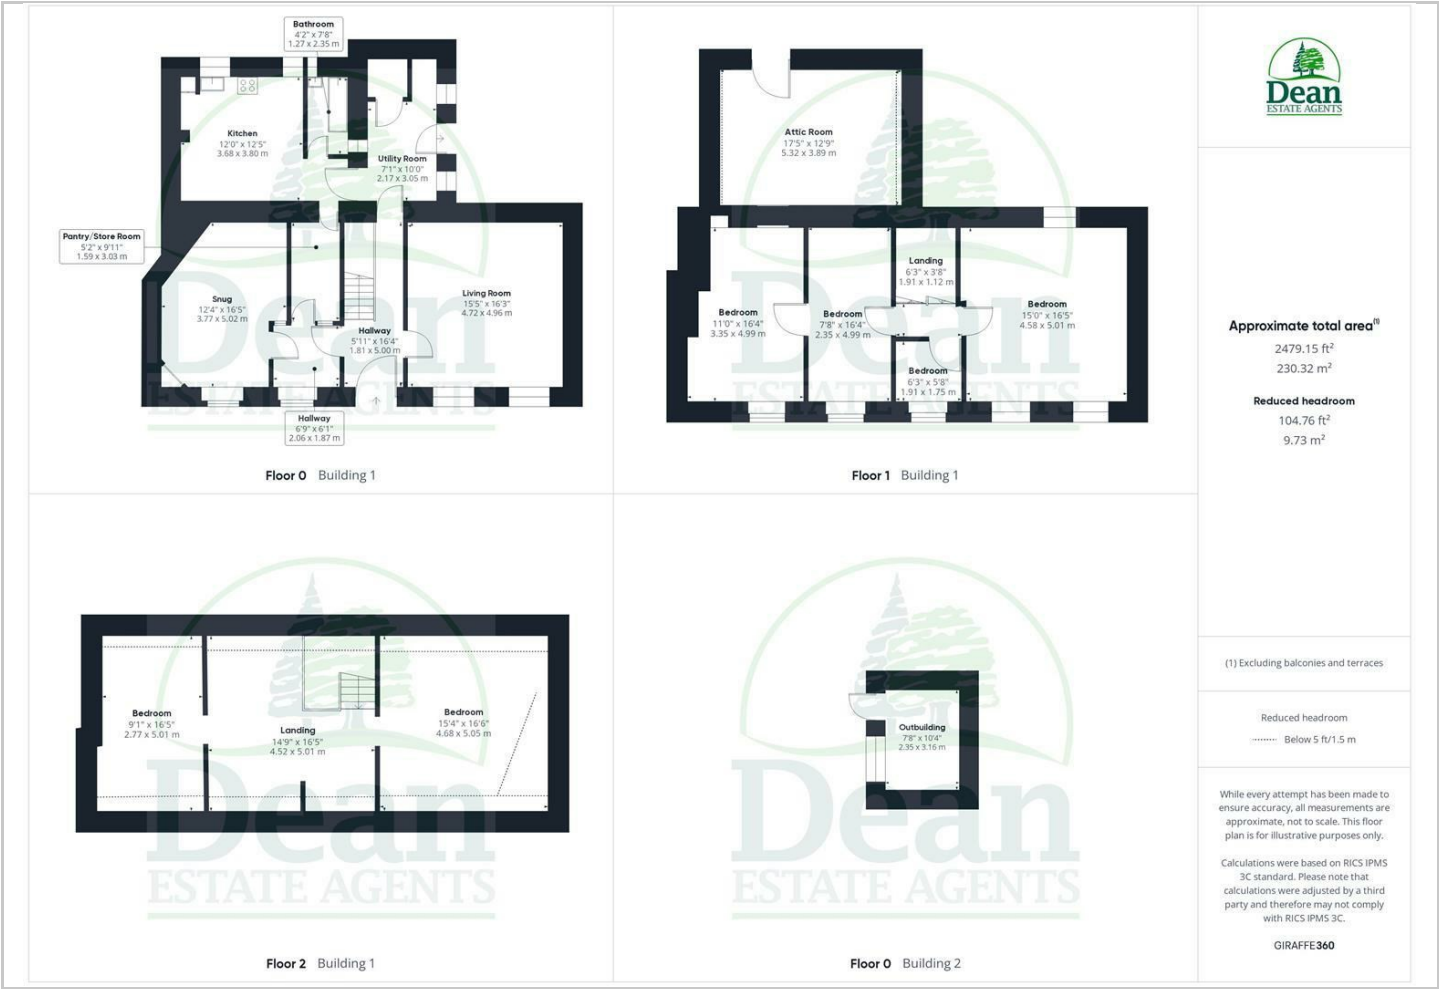 Bathroom
4'2" x 7'8"
1.27 x 2.35 m
Kitchen
12'0" x 12'5"
3.68 x 3.80 m
Utility Room
7'1" x 10'0"
2.17 x 3.05 m
Pantry/Store Room
5'2" x 9'11"
1.59 x 3.03 m
Snug
12'4" x 16'5"
3.77 x 5.02 m
Living Room
15'5" x 16'3"
4.72 x 4.96 m
Hallway
5'11" x 16'4"
1.81 x 5.00 m
Hallway
6'9" x 6'1"
2.06 x 1.87 m
Dean
ESTATE AGENTS
Floor 0 Building 1
Attic Room
17'5" x 12'9"
5.32 x 3.89 m
Landing
6'3" x 3'8"
1.91 x 1.12 m
Bedroom
11'0" x 16'4"
3.35 x 4.99 m
Bedroom
7'8" x 16'4"
2.35 x 4.99 m
Bedroom
15'0" x 16'5"
4.58 x 5.01 m
Bedroom
6'3" x 5'8"
1.91 x 1.75 m
Dean
ESTATE AGENTS
Floor 1 Building 1
Bedroom
9'1" x 16'5"
2.77 x 5.01 m
Landing
14'9" x 16'5"
4.52 x 5.01 m
Bedroom
15'4" x 16'6"
4.68 x 5.05 m
Dean
ESTATE AGENTS
Floor 2 Building 1
Outbuilding
7'8" x 10'4"
2.35 x 3.16 m
Dean
ESTATE AGENTS
Floor 0 Building 2
Dean
ESTATE AGENTS
Approximate total area(1)
2479.15 ft²
230.32 m²
Reduced headroom
104.76 ft²
9.73 m²
(1) Excluding balconies and terraces
Reduced headroom
Below 5 ft/1.5 m
While every attempt has been made to
ensure accuracy, all measurements are
approximate, not to scale. This floor
plan is for illustrative purposes only.
Calculations were based on RICS IPMS
3C standard. Please note that
calculations were adjusted by a third
party and therefore may not comply
with RICS IPMS 3C.
GIRAFFE360